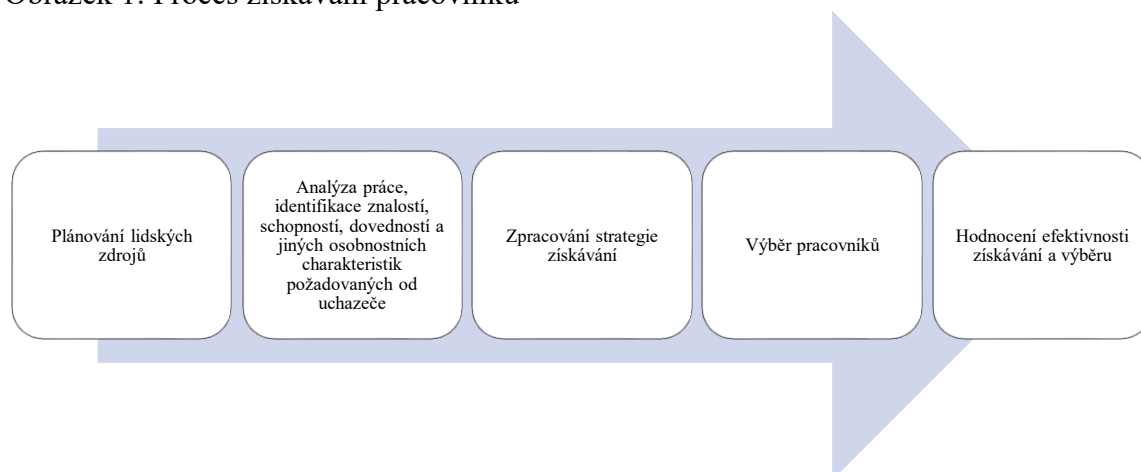 Obrázek 1: Proces získávání pracovníků
Plánování lidských
zdrojů
Analýza práce,
identifikace znalostí,
schopností, dovedností a
jiných osobnostních
charakteristik
požadovaných od
uchazeče
Zpracování strategie
získávání
Výběr pracovníků
Hodnocení efektivnosti
získávání a výběru